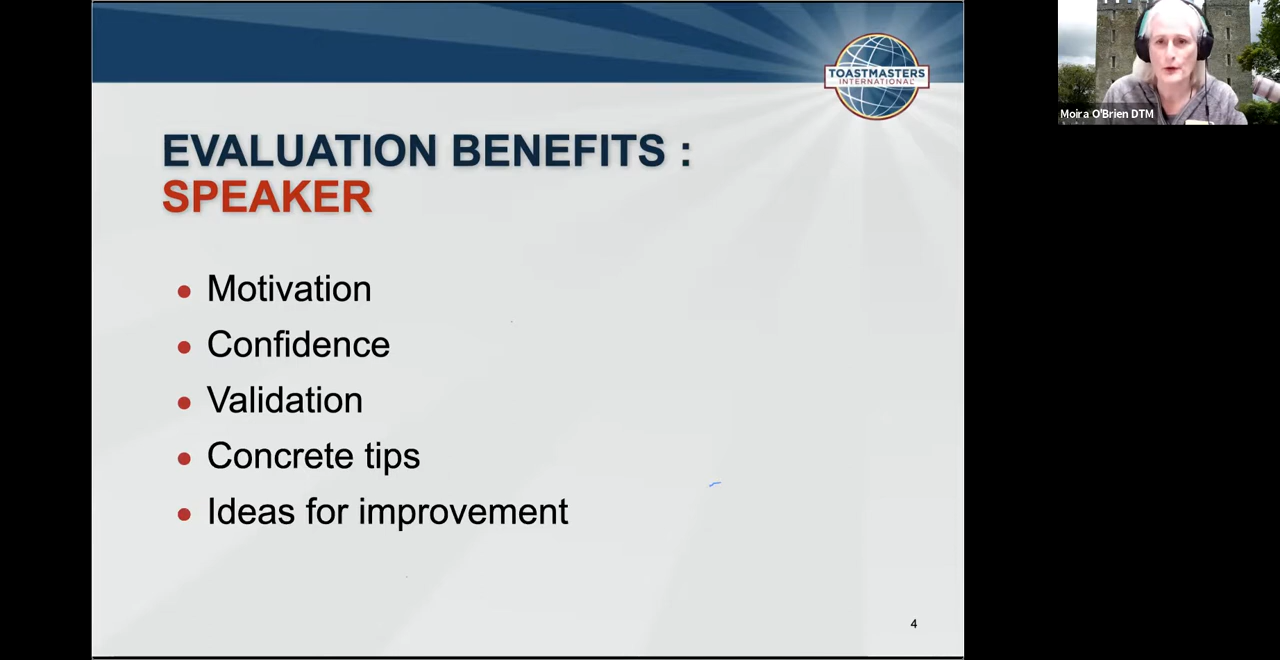 TOASTMASTERS
INTERNATIONAL
EVALUATION BENEFITS :
SPEAKER
Motivation
Confidence
Validation
Concrete tips
Ideas for improvement
4
Moira O'Brien DTM